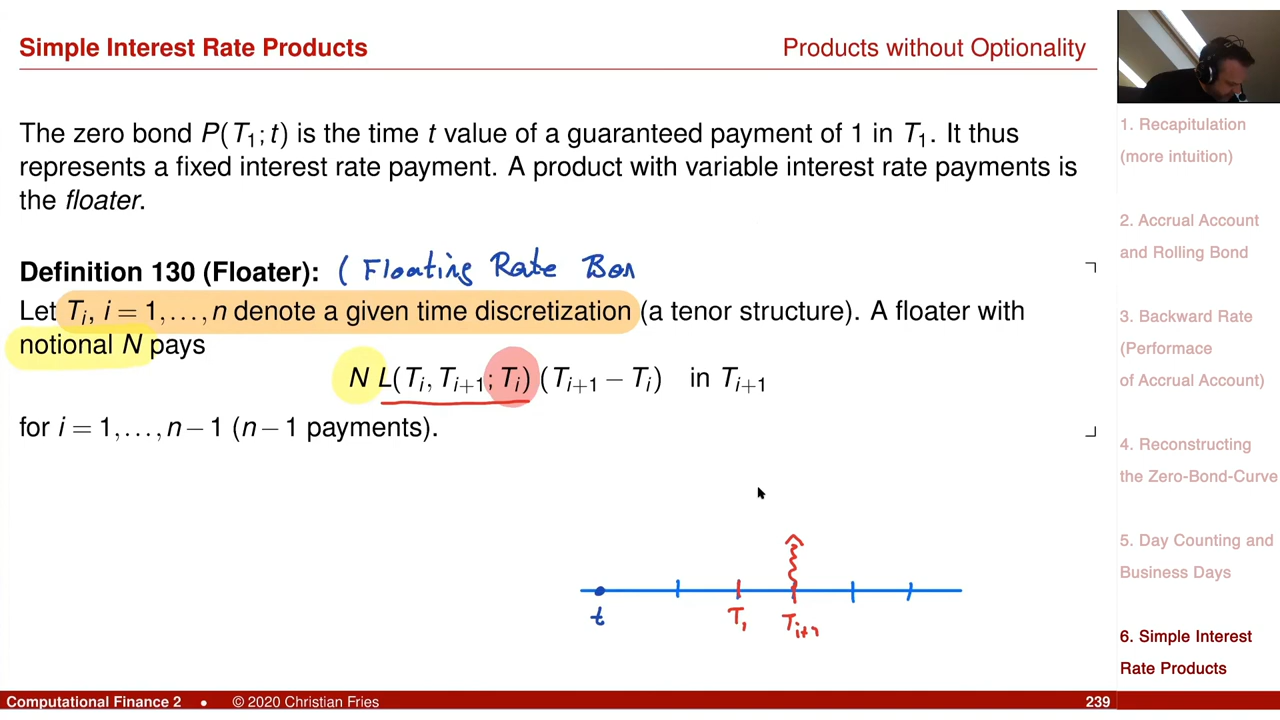 Simple Interest Rate Products
Products without Optionality
The zero bond P(T₁; t) is the time t value of a guaranteed payment of 1 in T₁. It thus
represents a fixed interest rate payment. A product with variable interest rate payments is
the floater.
Definition 130 (Floater): ( Floating Rate Bon
Let Tᵢ, i = 1, . . . , n denote a given time discretization (a tenor structure). A floater with
notional N pays
N L(Tᵢ, Tᵢ₊₁; Tᵢ) (Tᵢ₊₁ − Tᵢ) in Tᵢ₊₁
for i = 1, . . . , n − 1 (n − 1 payments).
t
Tᵢ
Tᵢ₊₁
1. Recapitulation
(more intuition)
2. Accrual Account
and Rolling Bond
3. Backward Rate
(Performace
of Accrual Account)
4. Reconstructing
the Zero-Bond-Curve
5. Day Counting and
Business Days
6. Simple Interest
Rate Products
Computational Finance 2 • © 2020 Christian Fries
239